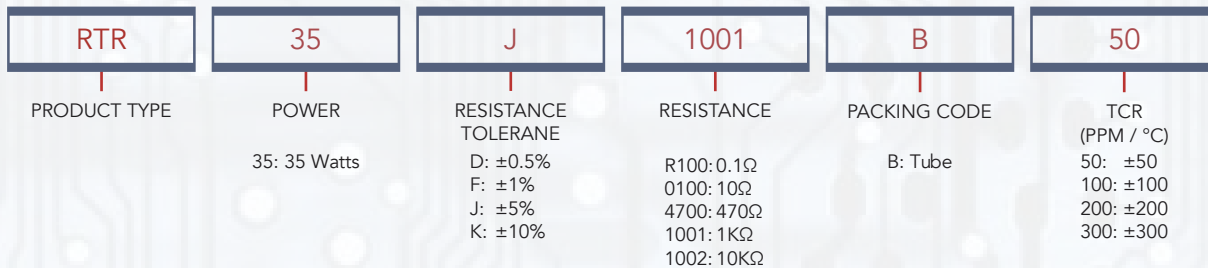 RTR 35 J 1001 B 50
PRODUCT TYPE
POWER
35: 35 Watts
RESISTANCE
TOLERANE
D: ±0.5%
F: ±1%
J: ±5%
K: ±10%
RESISTANCE
R100: 0.1Ω
0100: 10Ω
4700: 470Ω
1001: 1KΩ
1002: 10KΩ
PACKING CODE
B: Tube
TCR
(PPM / °C)
50: ±50
100: ±100
200: ±200
300: ±300